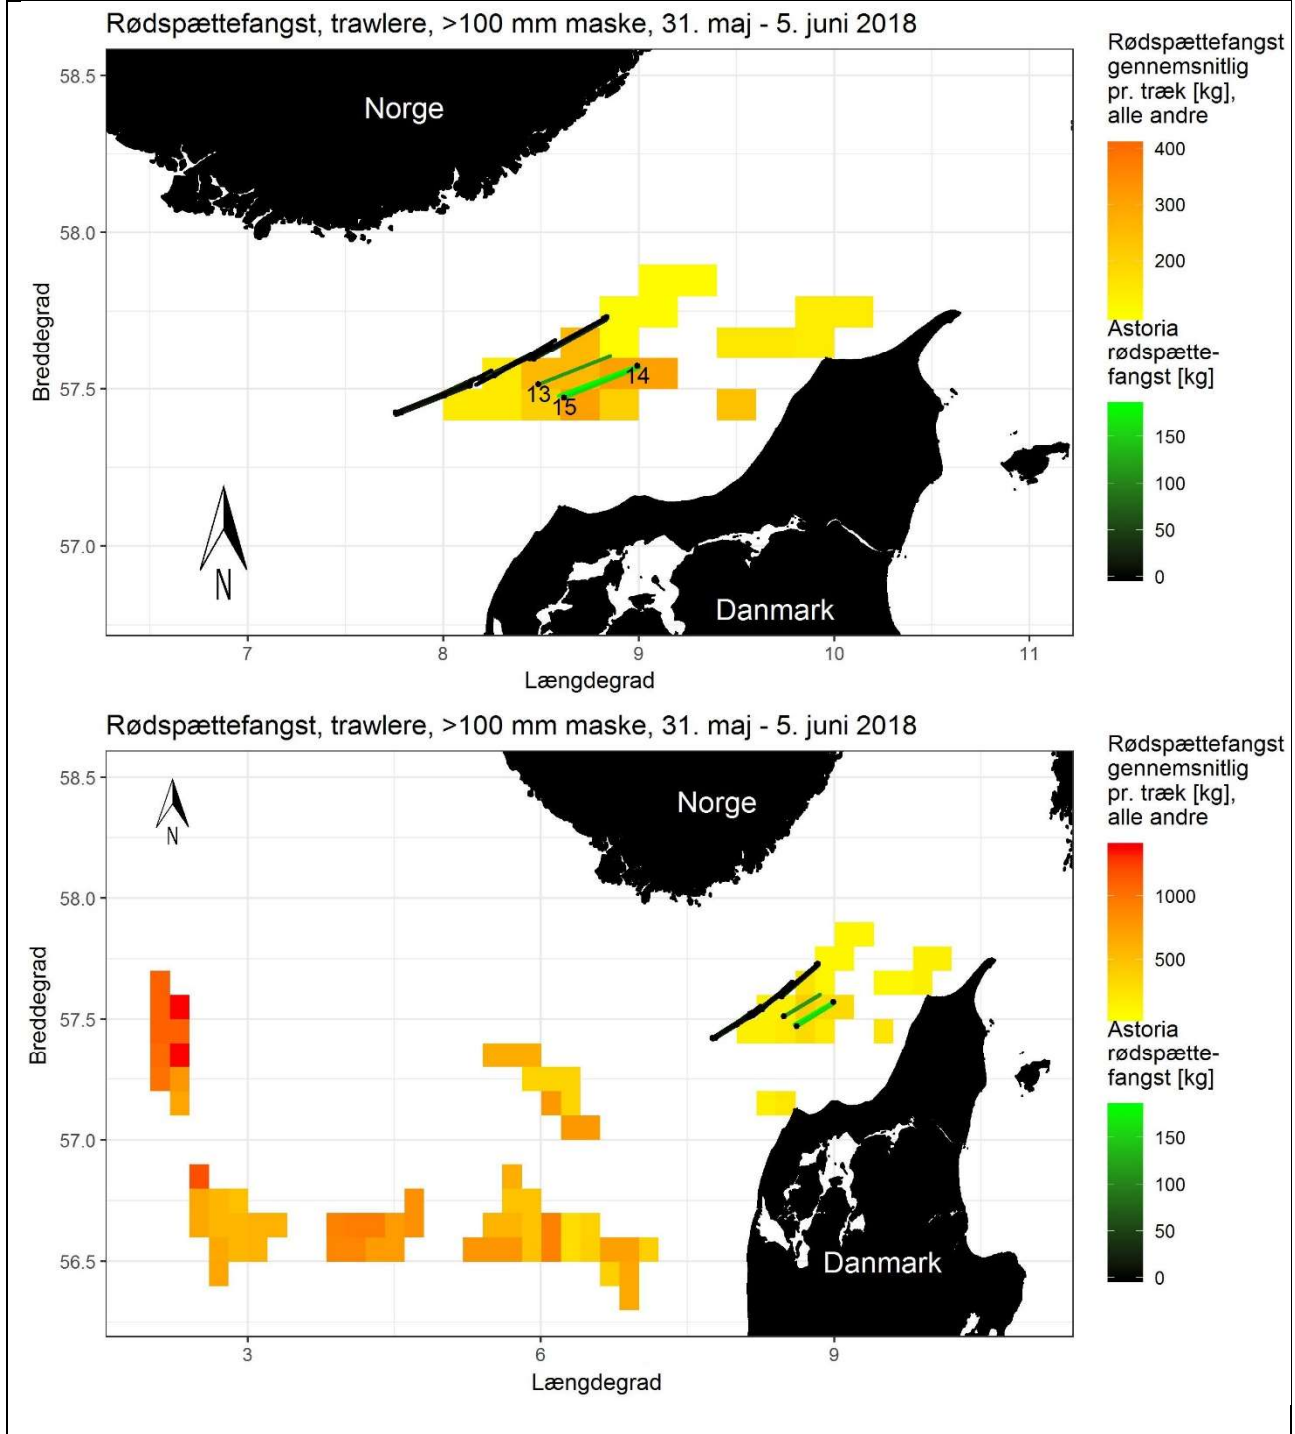 Rødspættefangst, trawlere, >100 mm maske, 31. maj - 5. juni 2018
Rødspættefangst
gennemsnitlig
pr. træk [kg],
alle andre
400
300
200
Astoria
rødspætte-
fangst [kg]
150
100
50
0
Breddegrad
58.5
58.0
57.5
57.0
Norge
13
14
15
N
Danmark
7
8
9
10
11
Længdegrad
Rødspættefangst, trawlere, >100 mm maske, 31. maj - 5. juni 2018
Rødspættefangst
gennemsnitlig
pr. træk [kg],
alle andre
1000
500
Astoria
rødspætte-
fangst [kg]
150
100
50
0
Breddegrad
58.5
58.0
57.5
57.0
56.5
N
Norge
Danmark
3
6
9
Længdegrad